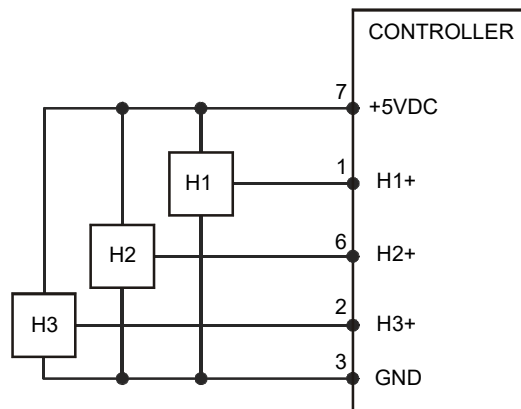 CONTROLLER
7 +5VDC
H1 1 H1+
H2 6 H2+
H3 2 H3+
3 GND